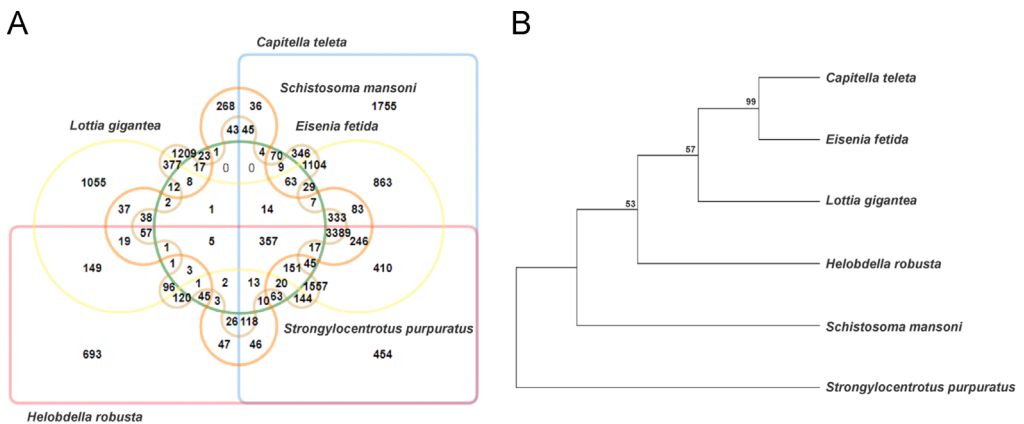 A
B
Capitella teleta
Schistosoma mansoni
268 36 1755
Lottia gigantea 43 45 Eisenia fetida
1209 23 1 4 70 346
377 17 0 0 9 1104
1055 12 8 63 29 863
2 7
37 38 1 14 333 83
19 57 5 357 3389 246
1 17
149 1 3 151 45 410
96 1 2 13 20 1557
120 45 3 10 63 144
26 118 Strongylocentrotus purpuratus
47 46
693 454
Helobdella robusta
Capitella teleta
99
Eisenia fetida
57
Lottia gigantea
53
Helobdella robusta
Schistosoma mansoni
Strongylocentrotus purpuratus